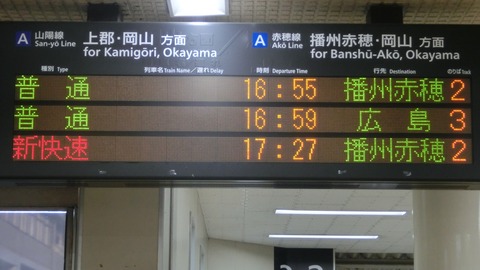 A 山陽線 San-yō Line 上郡・岡山 方面 for Kamigōri, Okayama
A 赤穂線 Akō Line 播州赤穂・岡山 方面 for Banshū-Akō, Okayama
種別 Type 列車名 Train Name／遅れ Delay 時刻 Departure Time 行先 Destination のりば Track
普通 16:55 播州赤穂 2
普通 16:59 広島 3
新快速 17:27 播州赤穂 2